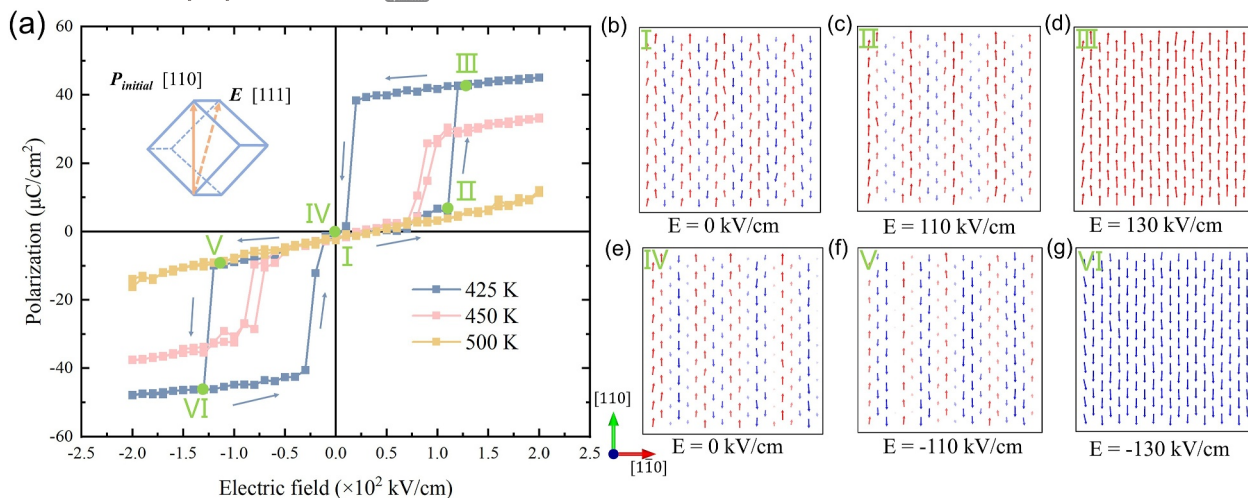 (a)
60
40
20
0
-20
-40
-60
Polarization (μC/cm²)
P_initial [110]
E [111]
III
II
IV
I
V
VI
425 K
450 K
500 K
-2.5 -2.0 -1.5 -1.0 -0.5 0.0 0.5 1.0 1.5 2.0 2.5
Electric field (×10² kV/cm)
(b)
I
E = 0 kV/cm
(c)
II
E = 110 kV/cm
(d)
III
E = 130 kV/cm
(e)
IV
E = 0 kV/cm
(f)
V
E = -110 kV/cm
(g)
VI
E = -130 kV/cm
[110]
[11̅0]